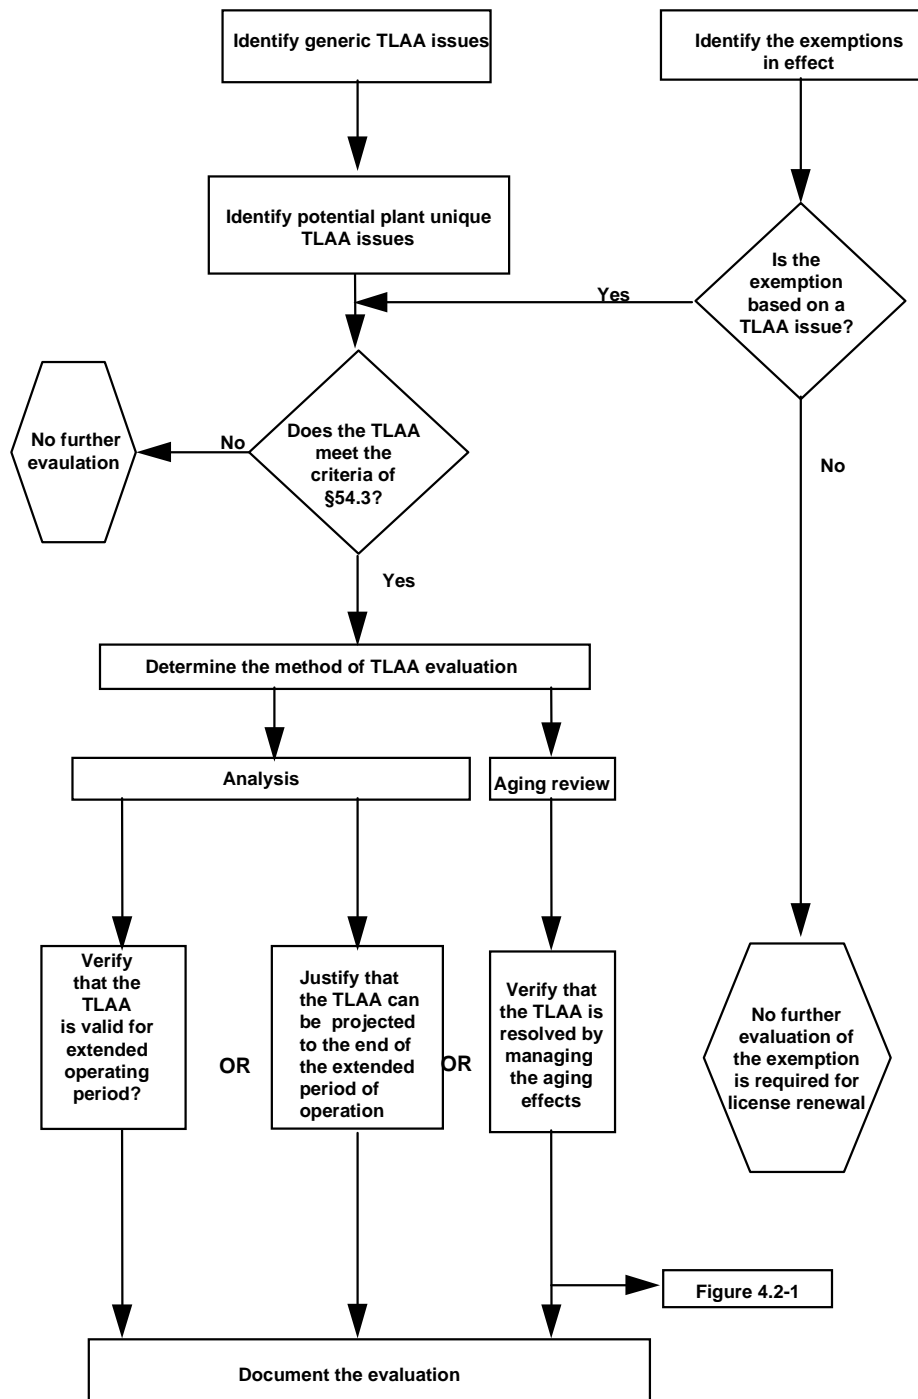 Identify generic TLAA issues
Identify the exemptions
in effect
Identify potential plant unique
TLAA issues
Is the
exemption
based on a
TLAA issue?
Yes
Does the TLAA
meet the
criteria of
§54.3?
No
No further
evaulation
No
Yes
Determine the method of TLAA evaluation
Analysis
Aging review
Verify
that the
TLAA
is valid for
extended
operating
period?
OR
Justify that
the TLAA can
be projected
to the end of
the extended
period of
operation
OR
Verify that
the TLAA is
resolved by
managing
the aging
effects
No further
evaluation of
the exemption
is required for
license renewal
Figure 4.2-1
Document the evaluation